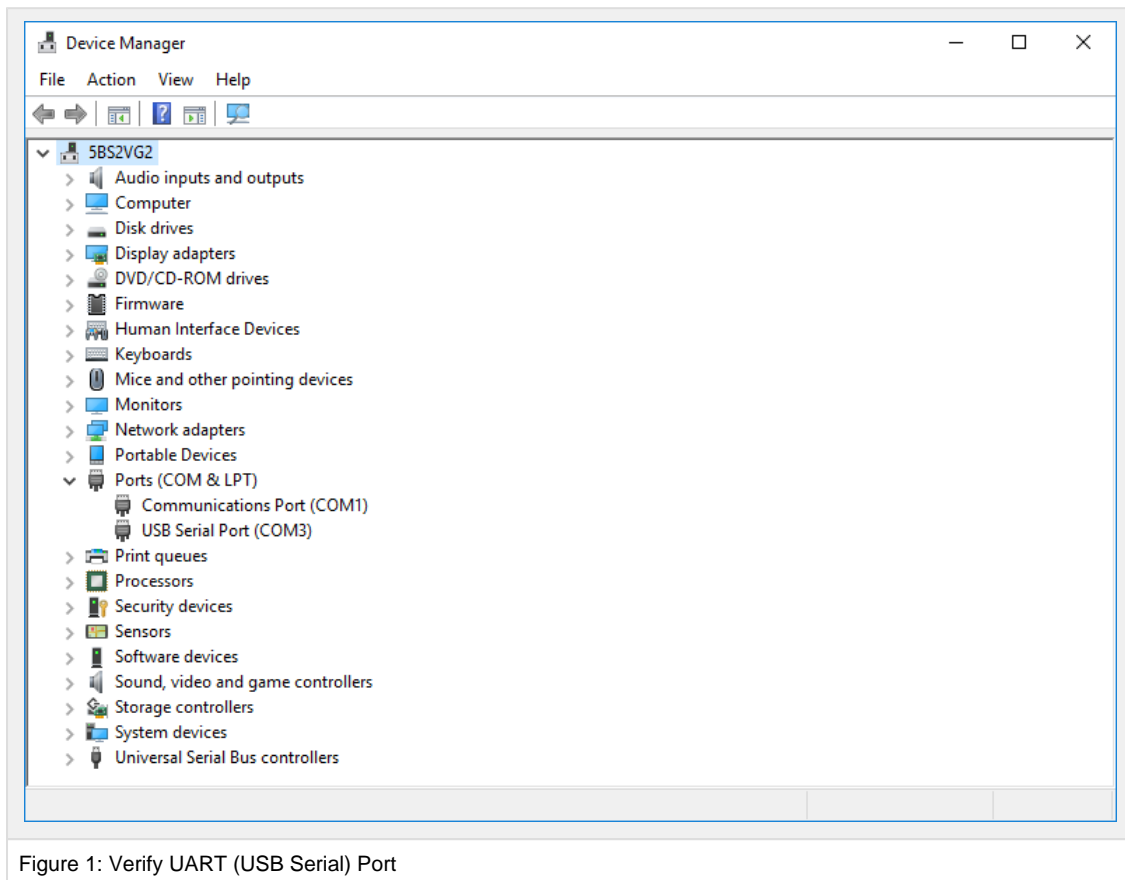 Device Manager
File Action View Help
5BS2VG2
Audio inputs and outputs
Computer
Disk drives
Display adapters
DVD/CD-ROM drives
Firmware
Human Interface Devices
Keyboards
Mice and other pointing devices
Monitors
Network adapters
Portable Devices
Ports (COM & LPT)
Communications Port (COM1)
USB Serial Port (COM3)
Print queues
Processors
Security devices
Sensors
Software devices
Sound, video and game controllers
Storage controllers
System devices
Universal Serial Bus controllers
Figure 1: Verify UART (USB Serial) Port